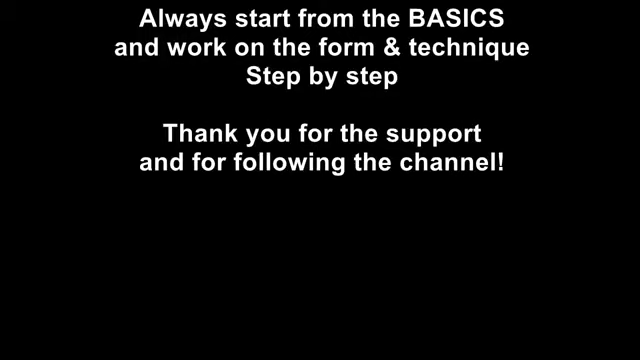 Always start from the BASICS
and work on the form & technique
Step by step
Thank you for the support
and for following the channel!